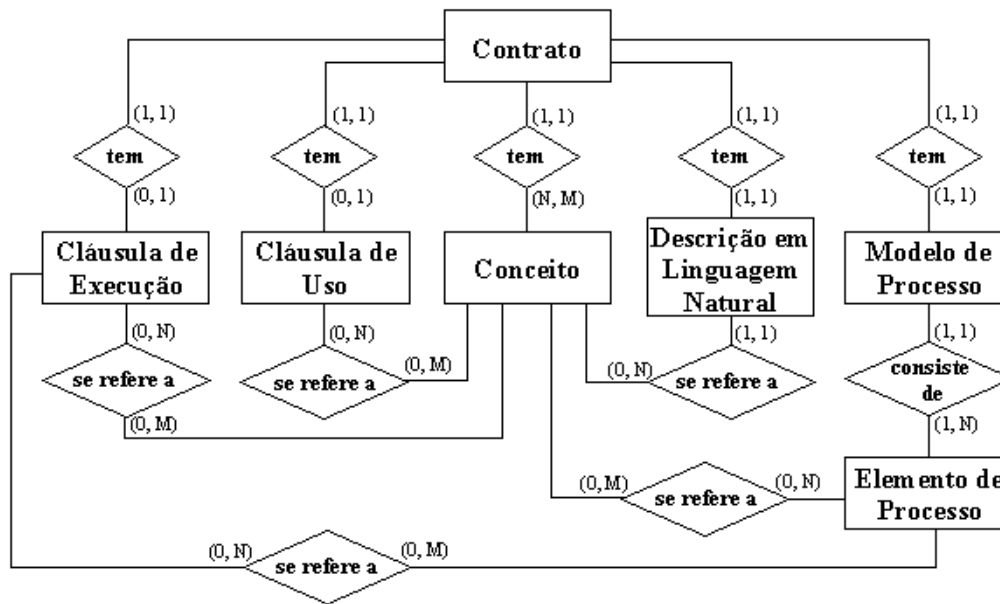 Contrato
(1, 1)
(1, 1)
(1, 1)
(1, 1)
(1, 1)
tem
tem
tem
tem
tem
(0, 1)
(0, 1)
(N, M)
(1, 1)
(1, 1)
Cláusula de
Execução
Cláusula de
Uso
Conceito
Descrição em
Linguagem
Natural
Modelo de
Processo
(0, N)
(0, N)
(1, 1)
(1, 1)
se refere a
se refere a
(0, M)
(0, N)
se refere a
consiste
de
(0, M)
(1, N)
(0, M)
se refere a
(0, N)
Elemento de
Processo
(0, N)
se refere a
(0, M)